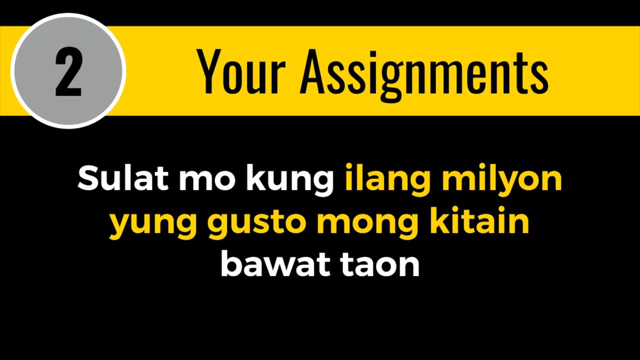 2
Your Assignments
Sulat mo kung ilang milyon
yung gusto mong kitain
bawat taon